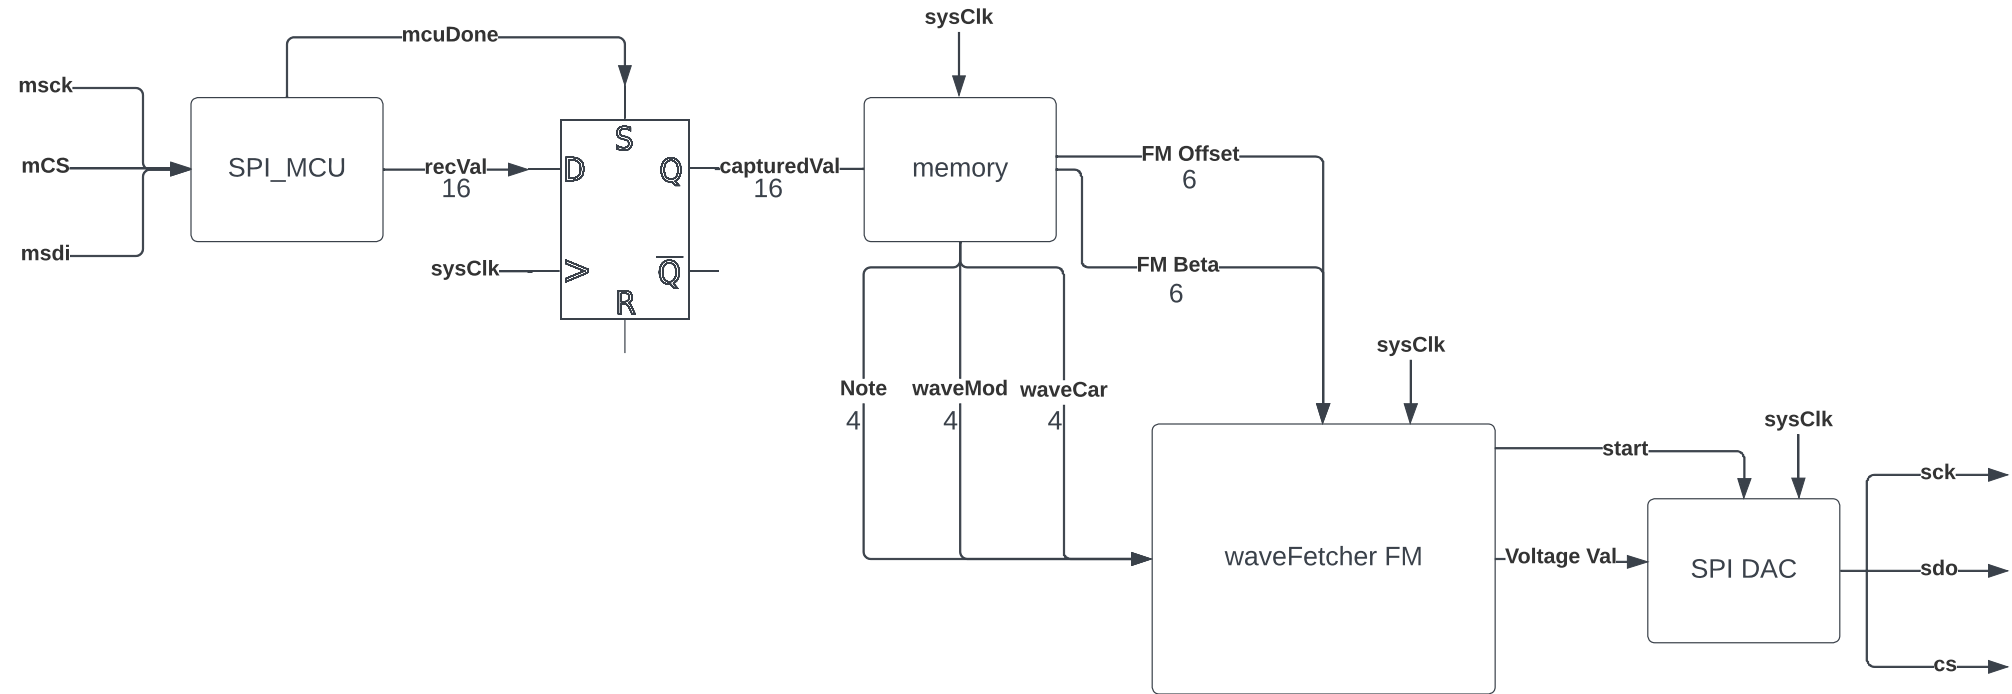 sysClk
mcuDone
msck
mCS
msdi
SPI_MCU
recVal
16
S
D
Q
sysClk
>
Q
R
capturedVal
16
memory
FM Offset
6
FM Beta
6
Note
4
waveMod
4
waveCar
4
sysClk
waveFetcher FM
start
sysClk
Voltage Val
SPI DAC
sck
sdo
cs